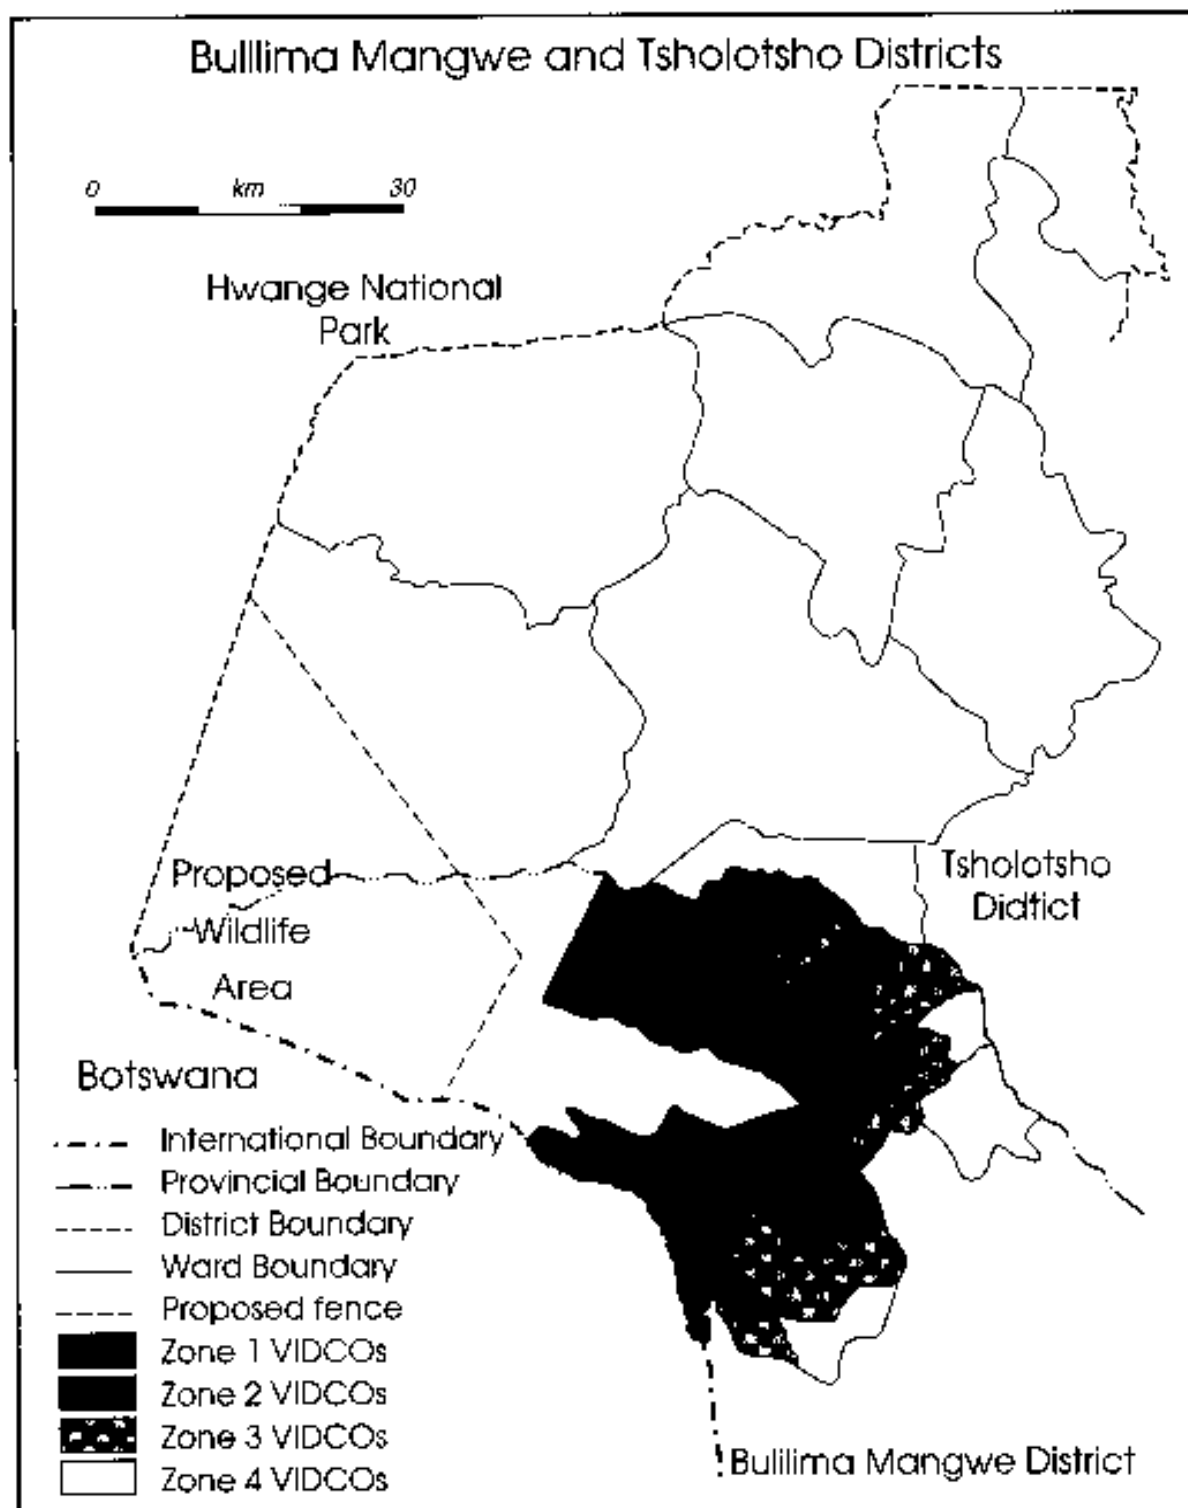 Bulllima Mangwe and Tsholotsho Districts
0 km 30
Hwange National
Park
Proposed
Wildlife
Area
Tsholotsho
Didtict
Botswana
International Boundary
Provincial Boundary
District Boundary
Ward Boundary
Proposed fence
Zone 1 VIDCOs
Zone 2 VIDCOs
Zone 3 VIDCOs
Zone 4 VIDCOs
Bulilima Mangwe District